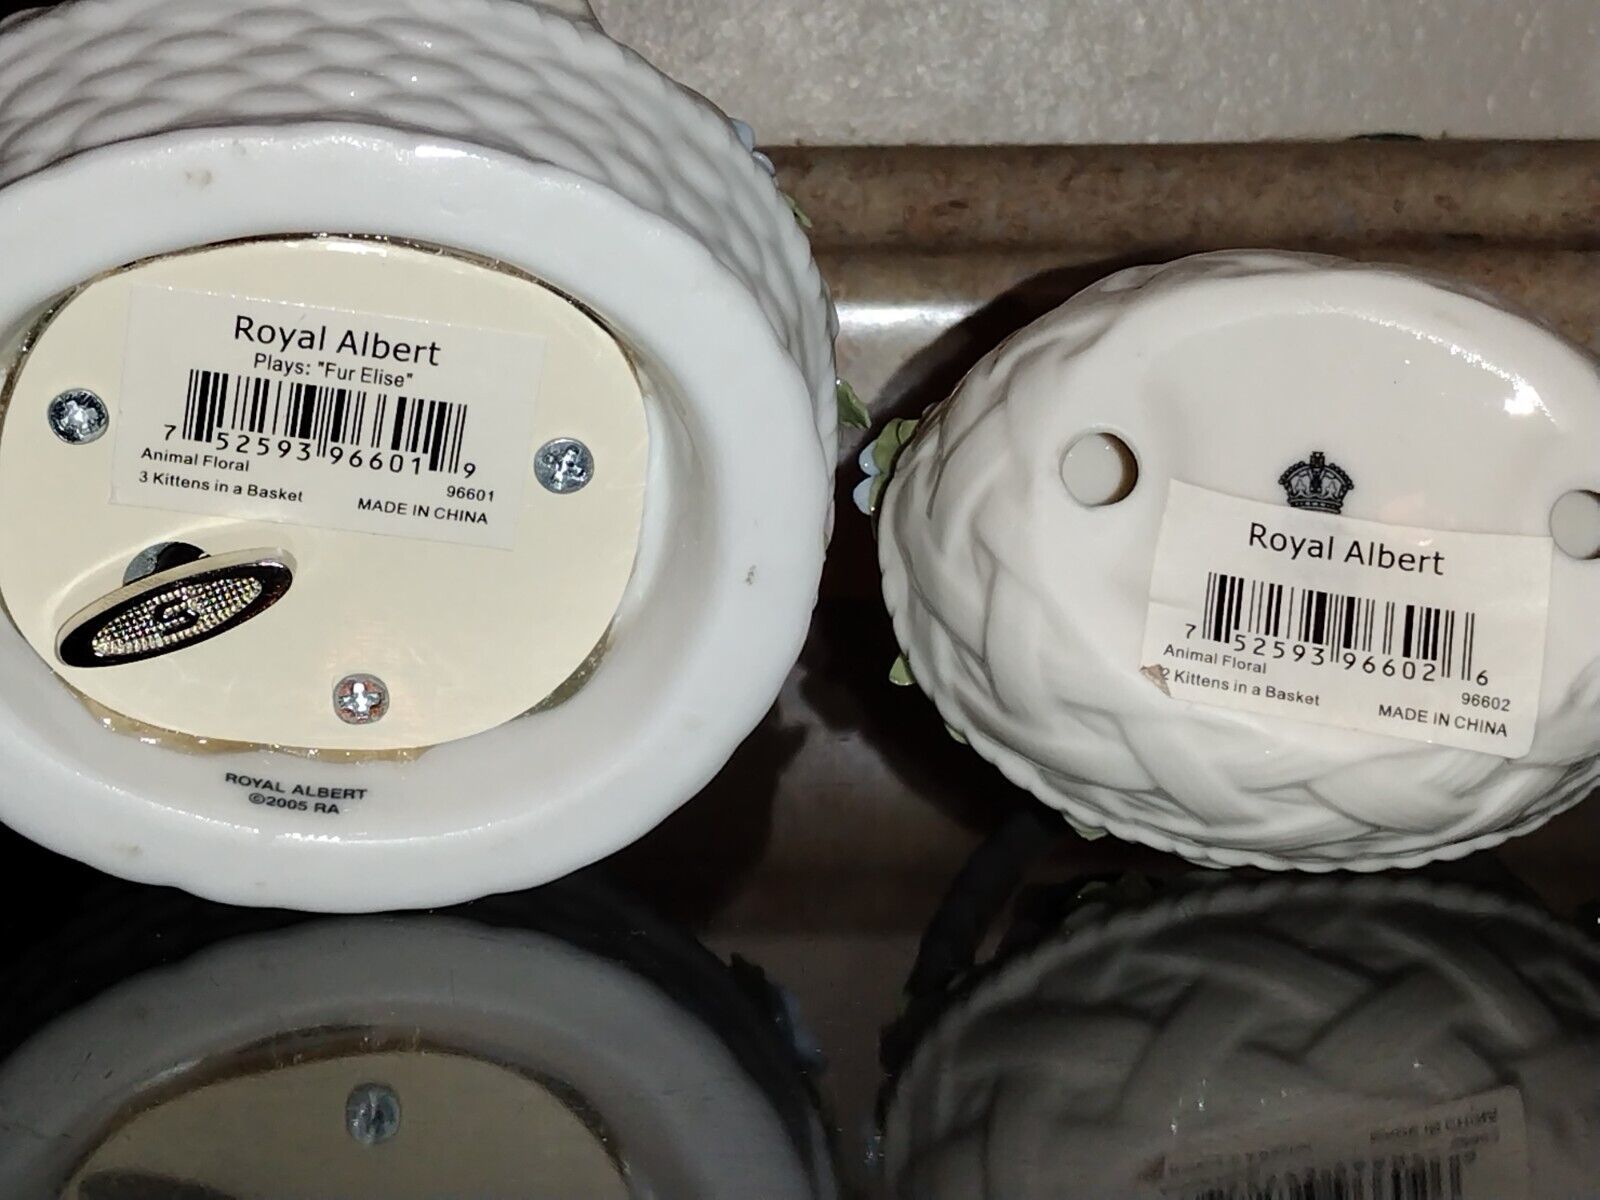 Royal Albert
Plays: "Fur Elise"
7 52593 96601 9
Animal Floral
96601
3 Kittens in a Basket
MADE IN CHINA
ROYAL ALBERT
©2005 RA
Royal Albert
7 52593 96602 6
Animal Floral
96602
2 Kittens in a Basket
MADE IN CHINA